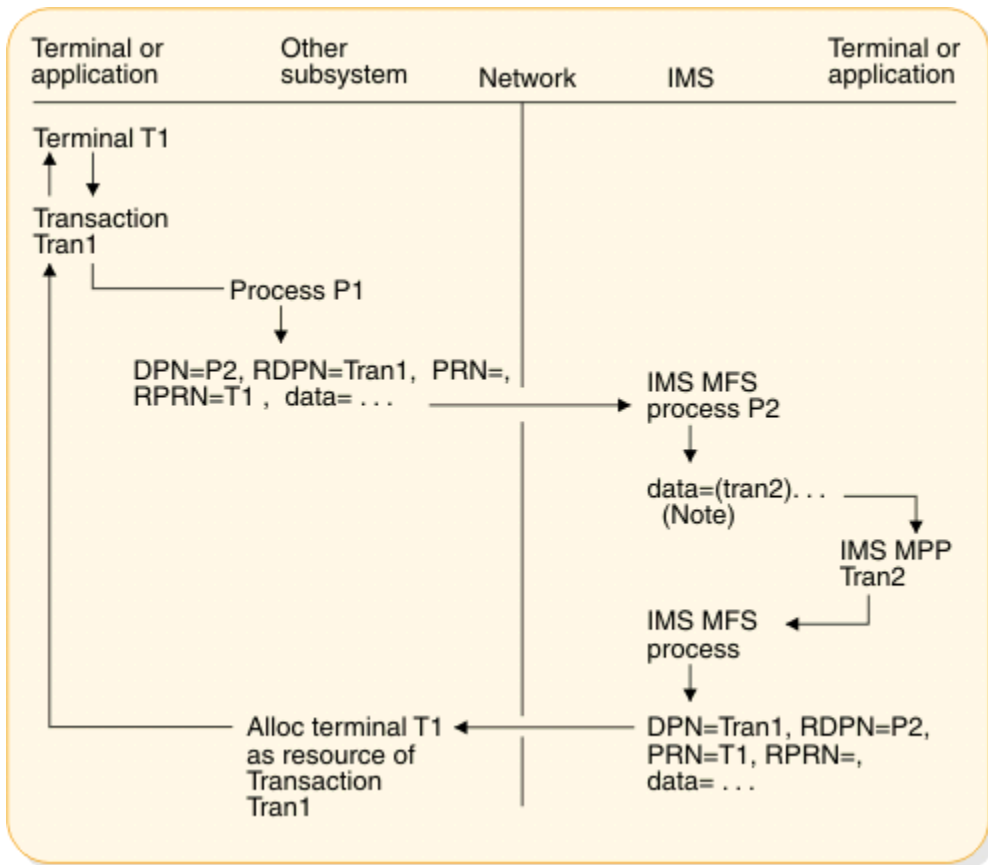 Terminal or
application
Other
subsystem
Network
IMS
Terminal or
application
Terminal T1
Transaction
Tran1
Process P1
DPN=P2, RDPN=Tran1, PRN=,
RPRN=T1 , data= . . .
IMS MFS
process P2
data=(tran2). . .
(Note)
IMS MPP
Tran2
IMS MFS
process
Alloc terminal T1
as resource of
Transaction
Tran1
DPN=Tran1, RDPN=P2,
PRN=T1, RPRN=,
data= . . .